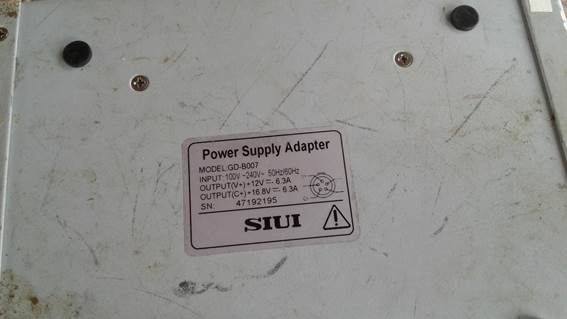 Power Supply Adapter
MODEL:GD-B007
INPUT:100V~240V~ 50Hz/60Hz
OUTPUT(V+)+12V⎓6.3A
OUTPUT(C+)+16.8V⎓6.3A
SN: 47192195
SIUI